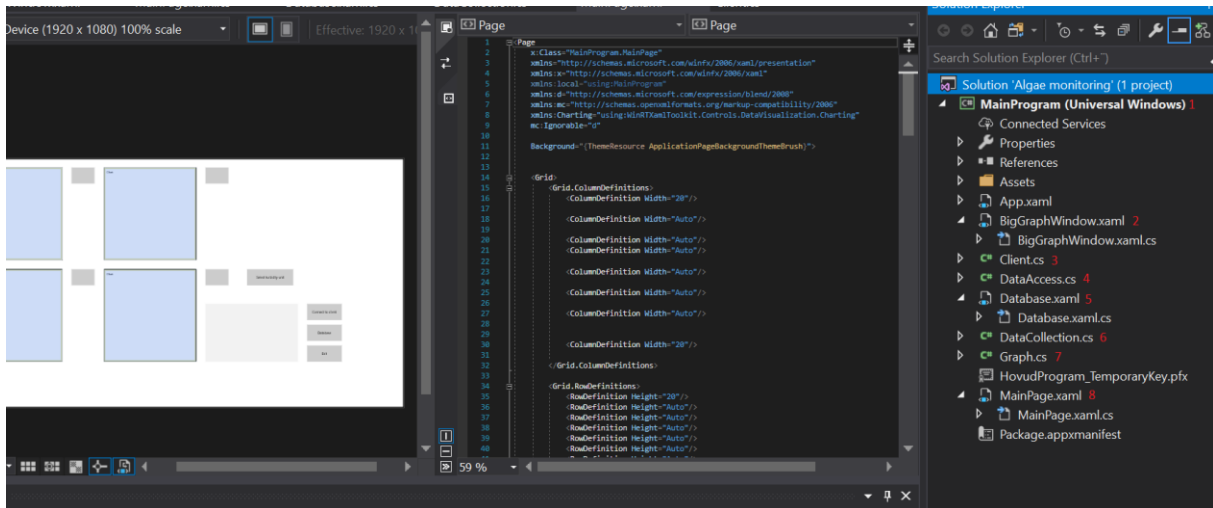 Device (1920 x 1080) 100% scale
Effective: 1920 x 10
Page
Page
1 <Page
2 x:Class="MainProgram.MainPage"
3 xmlns="http://schemas.microsoft.com/winfx/2006/xaml/presentation"
4 xmlns:x="http://schemas.microsoft.com/winfx/2006/xaml"
5 xmlns:local="using:MainProgram"
6 xmlns:d="http://schemas.microsoft.com/expression/blend/2008"
7 xmlns:mc="http://schemas.openxmlformats.org/markup-compatibility/2006"
8 xmlns:Charting="using:WinRTXamlToolkit.Controls.DataVisualization.Charting"
9 mc:Ignorable="d"
10
11 Background="{ThemeResource ApplicationPageBackgroundThemeBrush}">
12
13
14 <Grid>
15 <Grid.ColumnDefinitions>
16 <ColumnDefinition Width="20"/>
17
18 <ColumnDefinition Width="Auto"/>
19
20 <ColumnDefinition Width="Auto"/>
21 <ColumnDefinition Width="Auto"/>
22
23 <ColumnDefinition Width="Auto"/>
24
25 <ColumnDefinition Width="Auto"/>
26
27 <ColumnDefinition Width="Auto"/>
28
29
30 <ColumnDefinition Width="20"/>
31
32 </Grid.ColumnDefinitions>
33
34 <Grid.RowDefinitions>
35 <RowDefinition Height="20"/>
36 <RowDefinition Height="Auto"/>
37 <RowDefinition Height="Auto"/>
38 <RowDefinition Height="Auto"/>
39 <RowDefinition Height="Auto"/>
40 <RowDefinition Height="Auto"/>
59 %
Solution Explorer
Search Solution Explorer (Ctrl+¨)
Solution 'Algae monitoring' (1 project)
MainProgram (Universal Windows) 1
Connected Services
Properties
References
Assets
App.xaml
BigGraphWindow.xaml 2
BigGraphWindow.xaml.cs
Client.cs 3
DataAccess.cs 4
Database.xaml 5
Database.xaml.cs
DataCollection.cs 6
Graph.cs 7
HovudProgram_TemporaryKey.pfx
MainPage.xaml 8
MainPage.xaml.cs
Package.appxmanifest